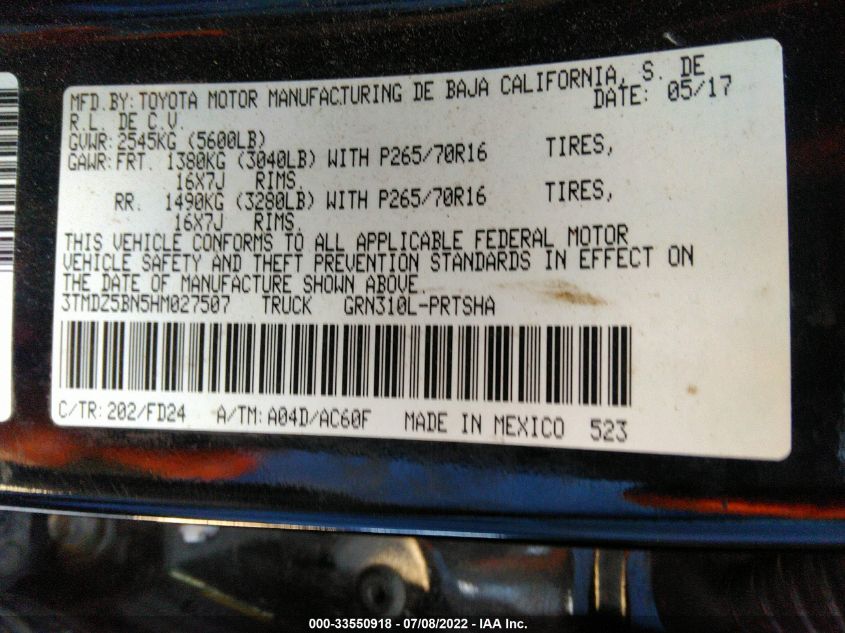 MFD. BY: TOYOTA MOTOR MANUFACTURING DE BAJA CALIFORNIA, S. DE
R.L. DE C.V. DATE: 05/17
GVWR: 2545KG (5600LB)
GAWR: FRT. 1380KG (3040LB) WITH P265/70R16 TIRES,
16X7J RIMS.
RR. 1490KG (3280LB) WITH P265/70R16 TIRES,
16X7J RIMS.
THIS VEHICLE CONFORMS TO ALL APPLICABLE FEDERAL MOTOR
VEHICLE SAFETY AND THEFT PREVENTION STANDARDS IN EFFECT ON
THE DATE OF MANUFACTURE SHOWN ABOVE.
3TMDZ5BN5HM027507 TRUCK GRN310L-PRTSHA
C/TR: 202/FD24 A/TM: A04D/AC60F MADE IN MEXICO 523
000-33550918 - 07/08/2022 - IAA Inc.